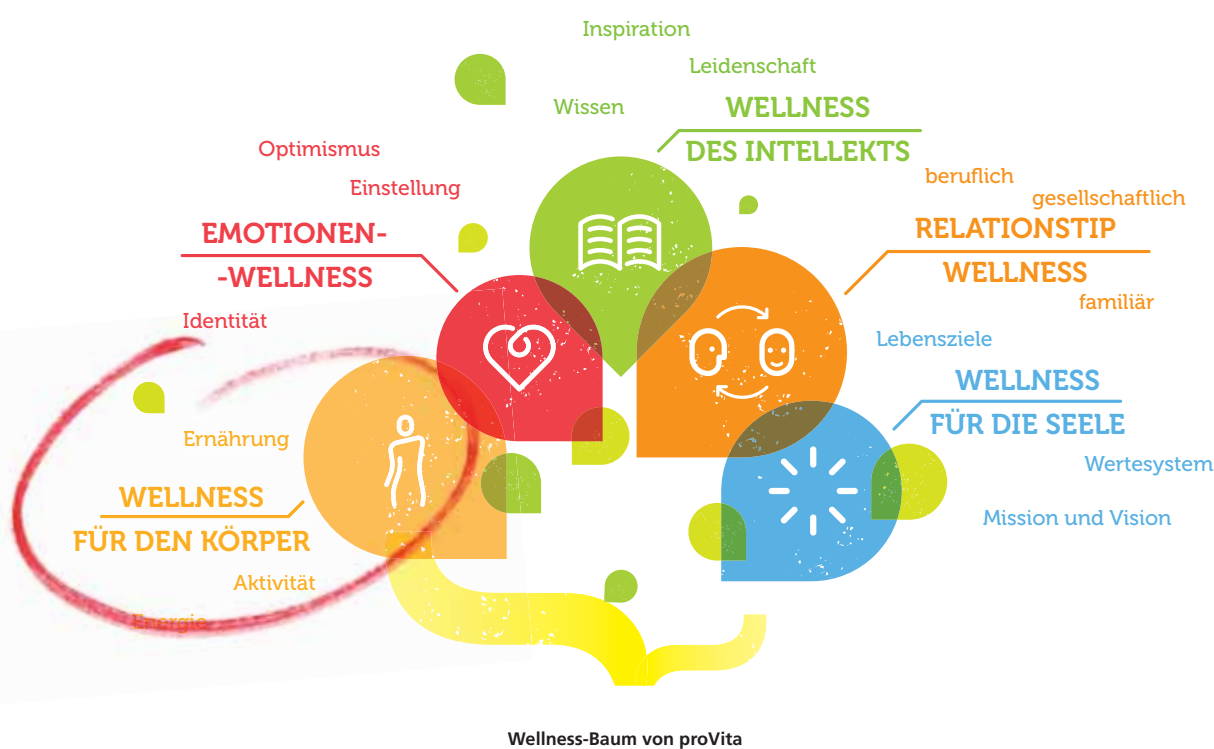 Inspiration
Leidenschaft
Wissen
WELLNESS
DES INTELLEKTS
Optimismus
Einstellung
EMOTIONEN-
-WELLNESS
Identität
beruflich
gesellschaftlich
RELATIONSTIP
WELLNESS
familiär
Lebensziele
WELLNESS
FÜR DIE SEELE
Wertesystem
Mission und Vision
Ernährung
WELLNESS
FÜR DEN KÖRPER
Aktivität
Energie
Wellness-Baum von proVita